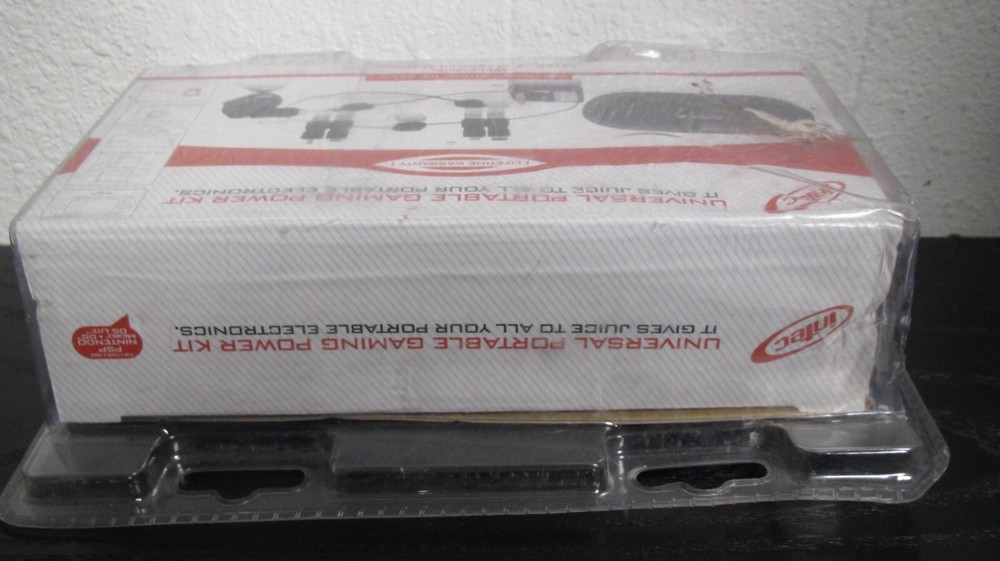 UNIVERSAL PORTABLE GAMING POWER KIT
IT GIVES JUICE TO ALL YOUR PORTABLE ELECTRONICS.
intec
PSP
NINTENDO
DS LITE
intec
UNIVERSAL PORTABLE GAMING POWER KIT
IT GIVES JUICE TO ALL YOUR PORTABLE ELECTRONICS.
LIFETIME WARRANTY